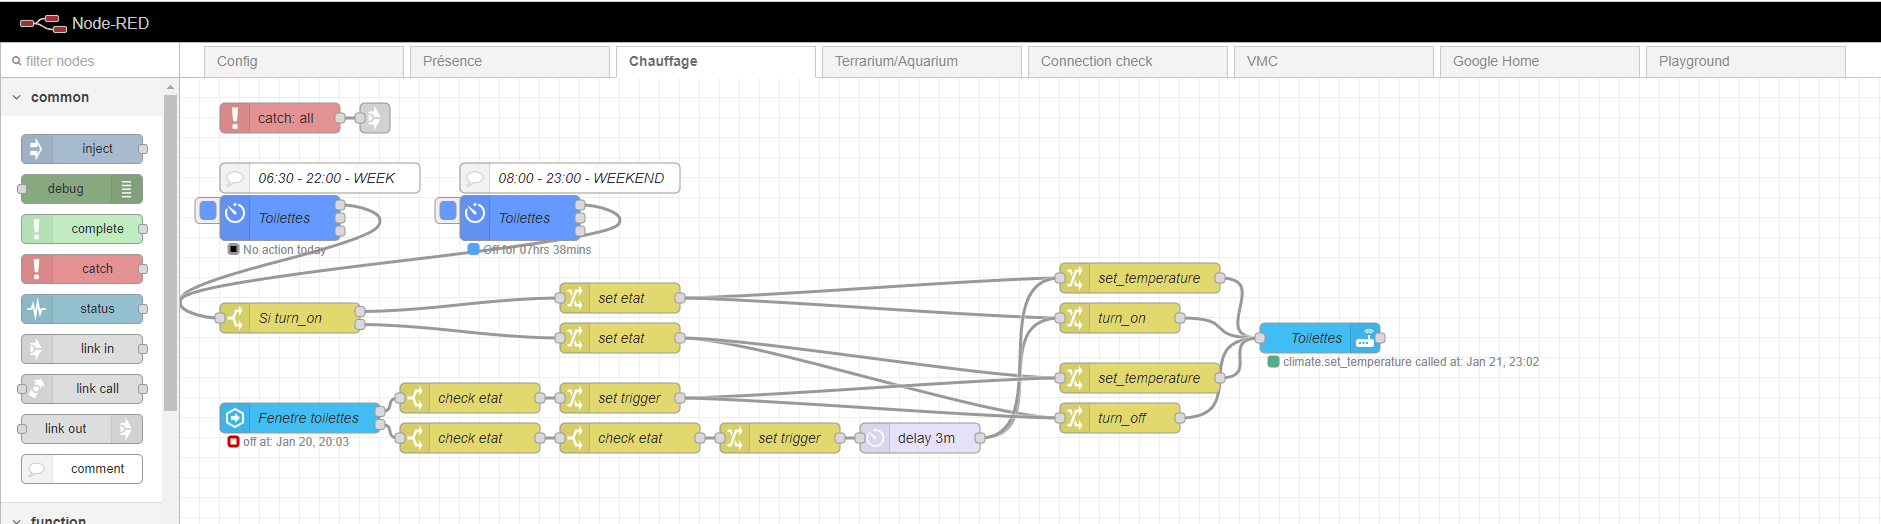 Node-RED
filter nodes
Config
Présence
Chauffage
Terrarium/Aquarium
Connection check
VMC
Google Home
Playground
common
inject
debug
complete
catch
status
link in
link call
link out
comment
function
catch: all
06:30 - 22:00 - WEEK
08:00 - 23:00 - WEEKEND
Toilettes
Toilettes
No action today
Off for 07hrs 38mins
Si turn_on
set etat
set etat
set_temperature
turn_on
Toilettes
climate.set_temperature called at: Jan 21, 23:02
set_temperature
turn_off
Fenetre toilettes
off at: Jan 20, 20:03
check etat
set trigger
check etat
check etat
set trigger
delay 3m